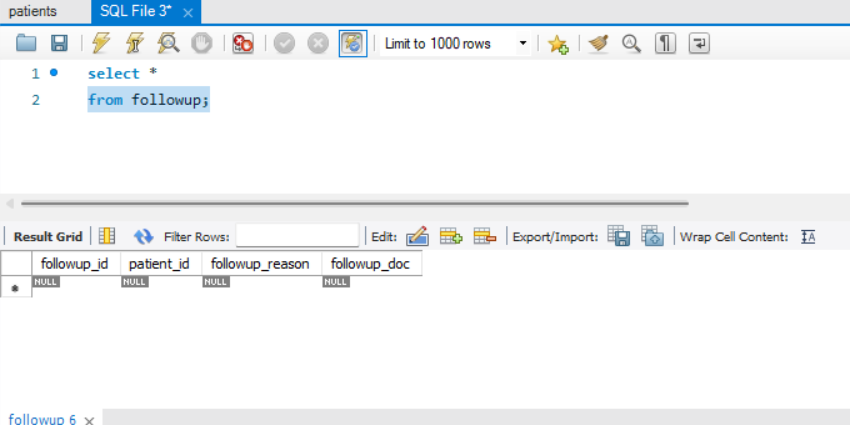 patients SQL File 3*
Limit to 1000 rows
1 select *
2 from followup;
Result Grid Filter Rows: Edit: Export/Import: Wrap Cell Content:
followup_id patient_id followup_reason followup_doc
NULL NULL NULL NULL
followup 6